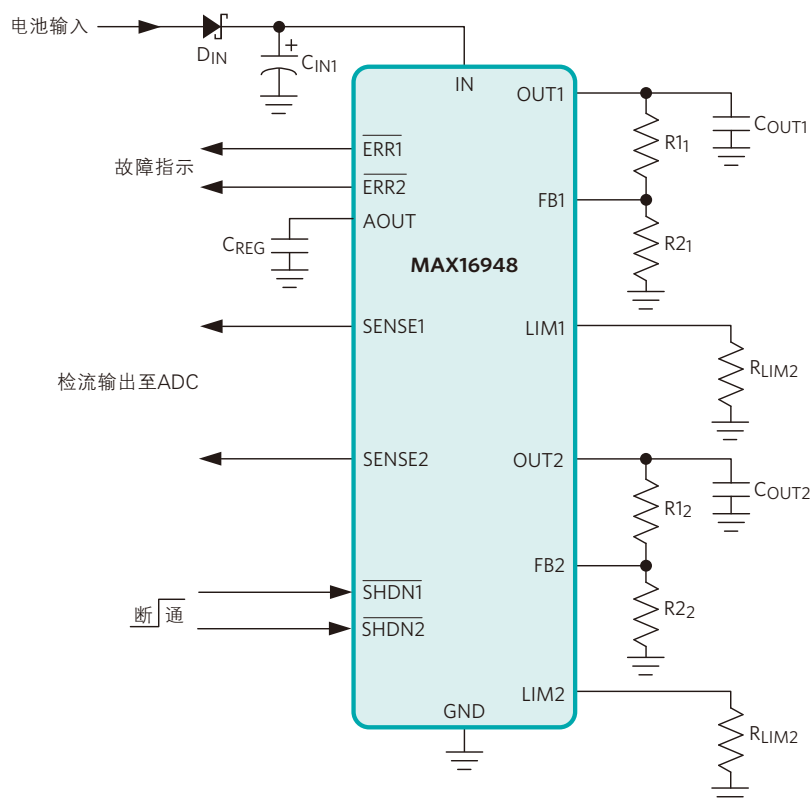 电池输入
DIN
CIN1
+
IN
OUT1
COUT1
R11
ERR1
故障指示
ERR2
FB1
AOUT
CREG
R21
MAX16948
SENSE1
LIM1
RLIM2
检流输出至ADC
SENSE2
OUT2
COUT2
R12
FB2
SHDN1
断 通
SHDN2
R22
LIM2
GND
RLIM2